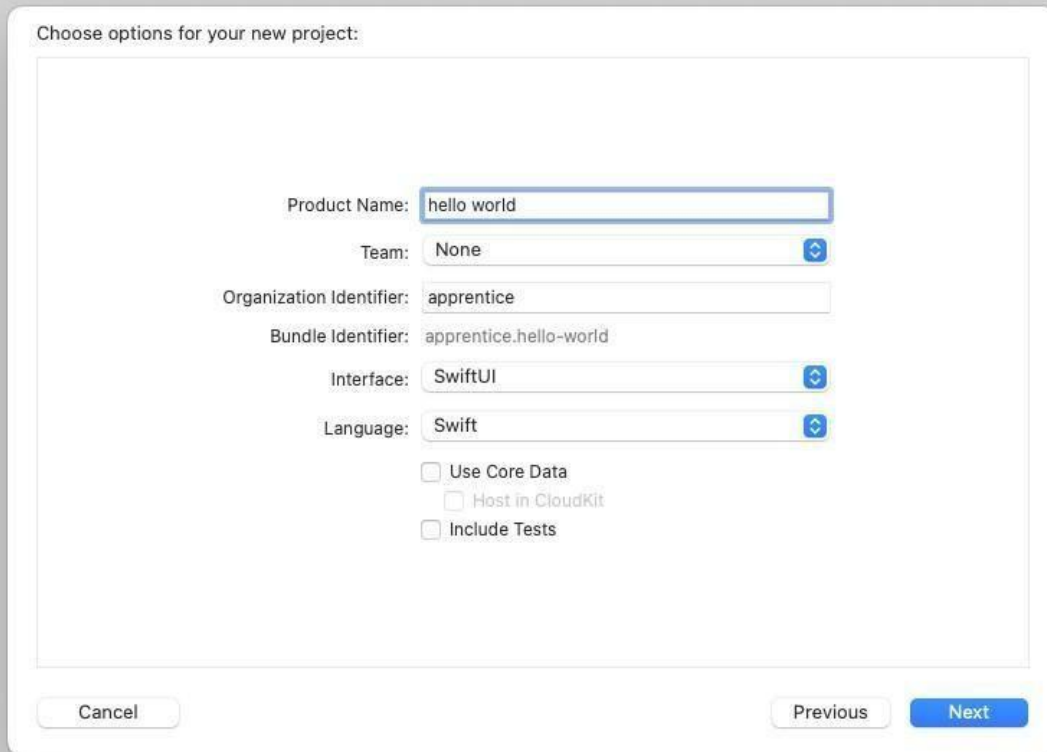 Choose options for your new project:
Product Name: hello world
Team: None
Organization Identifier: apprentice
Bundle Identifier: apprentice.hello-world
Interface: SwiftUI
Language: Swift
Use Core Data
Host in CloudKit
Include Tests
Cancel Previous Next